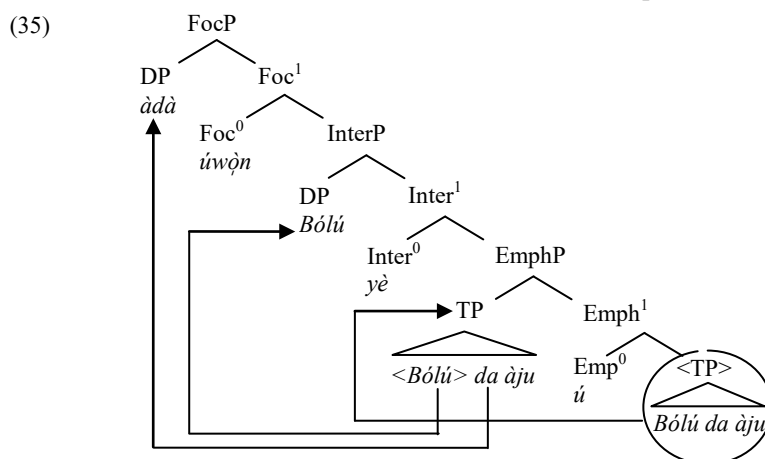 (35)
FocP
DP Foc¹
àdà
Foc⁰ InterP
úwọ̀n
DP Inter¹
Bólú
Inter⁰ EmphP
yè
TP Emph¹
<Bólú> da àju Emp⁰ <TP>
ú
Bólú da àju